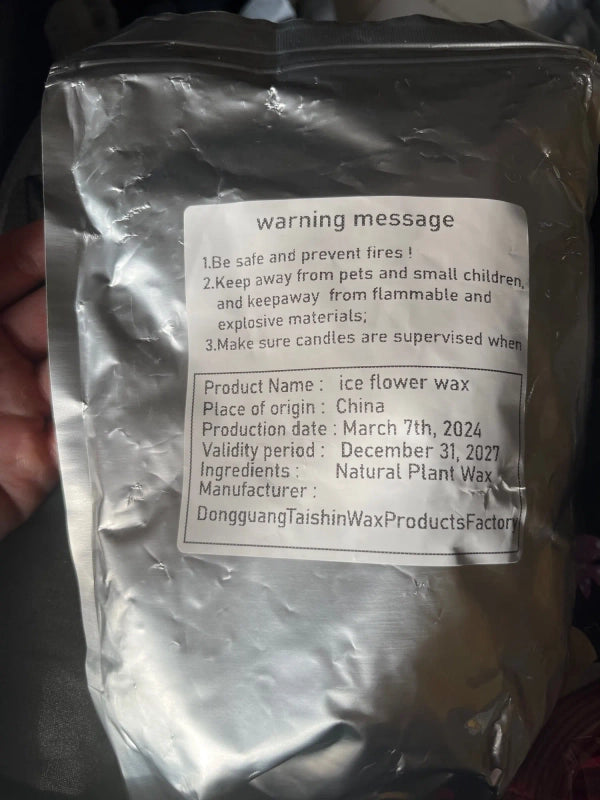 warning message
1.Be safe and prevent fires !
2.Keep away from pets and small children,
and keepaway from flammable and
explosive materials;
3.Make sure candles are supervised when
Product Name : ice flower wax
Place of origin : China
Production date : March 7th, 2024
Validity period : December 31, 2027
Ingredients : Natural Plant Wax
Manufacturer :
DongguangTaishinWaxProductsFactory